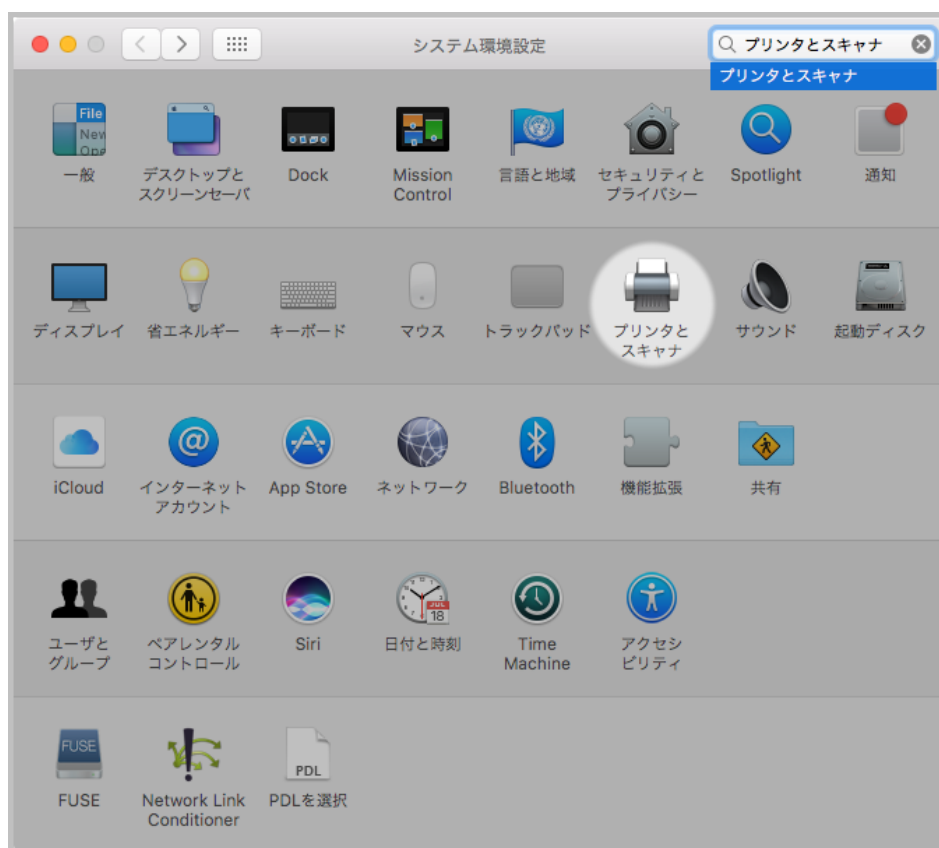 システム環境設定
プリンタとスキャナ
プリンタとスキャナ
File
New
Ope
一般
デスクトップと
スクリーンセーバ
Dock
Mission
Control
言語と地域
セキュリティと
プライバシー
Spotlight
通知
ディスプレイ
省エネルギー
キーボード
マウス
トラックパッド
プリンタと
スキャナ
サウンド
起動ディスク
iCloud
@
インターネット
アカウント
App Store
ネットワーク
Bluetooth
機能拡張
共有
ユーザと
グループ
ペアレンタル
コントロール
Siri
JUL
18
日付と時刻
Time
Machine
アクセシ
ビリティ
FUSE
FUSE
Network Link
Conditioner
PDL
PDLを選択